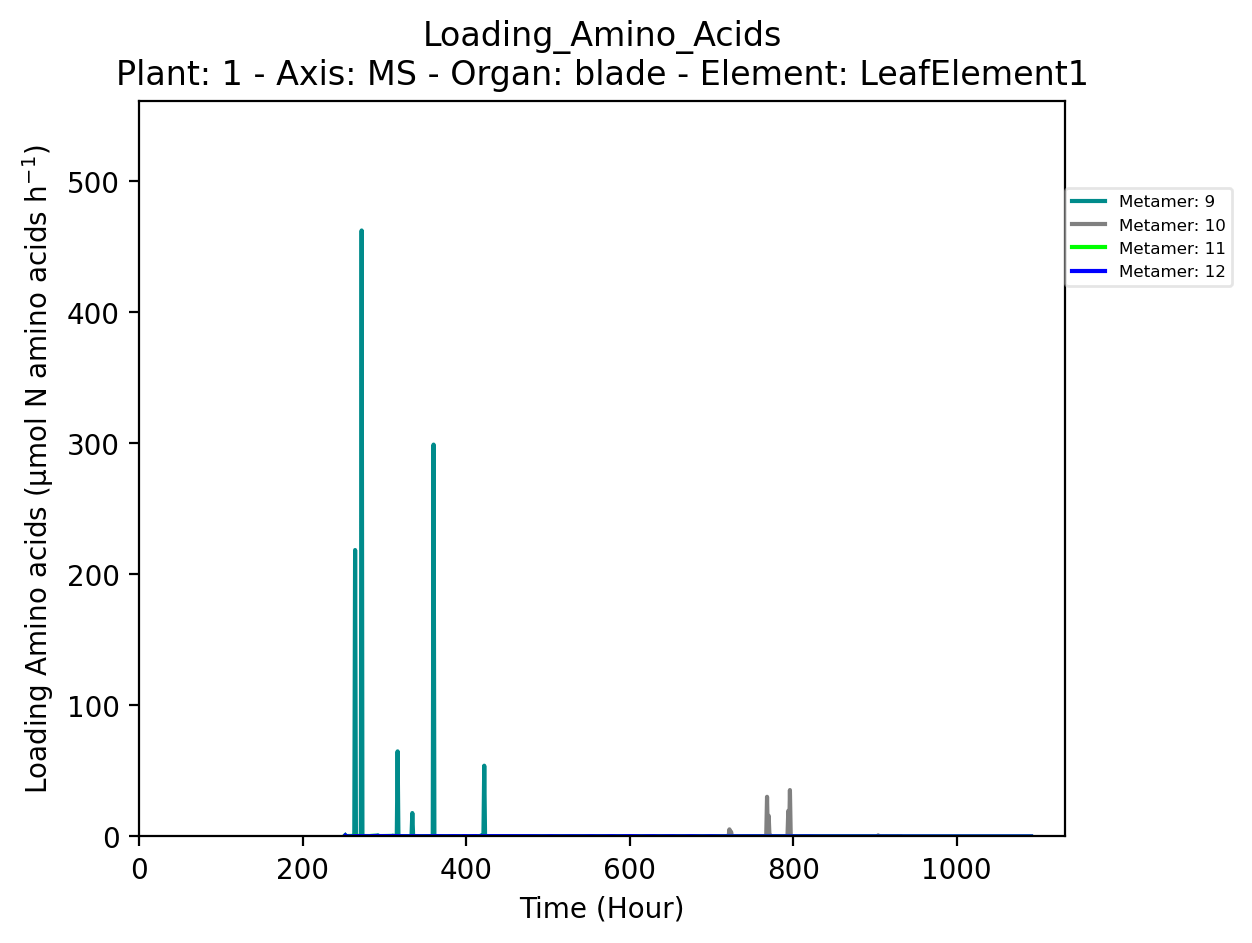 Loading_Amino_Acids
Plant: 1 - Axis: MS - Organ: blade - Element: LeafElement1
Loading Amino acids (µmol N amino acids h⁻¹)
500
400
300
200
100
0
0 200 400 600 800 1000
Time (Hour)
Metamer: 9
Metamer: 10
Metamer: 11
Metamer: 12